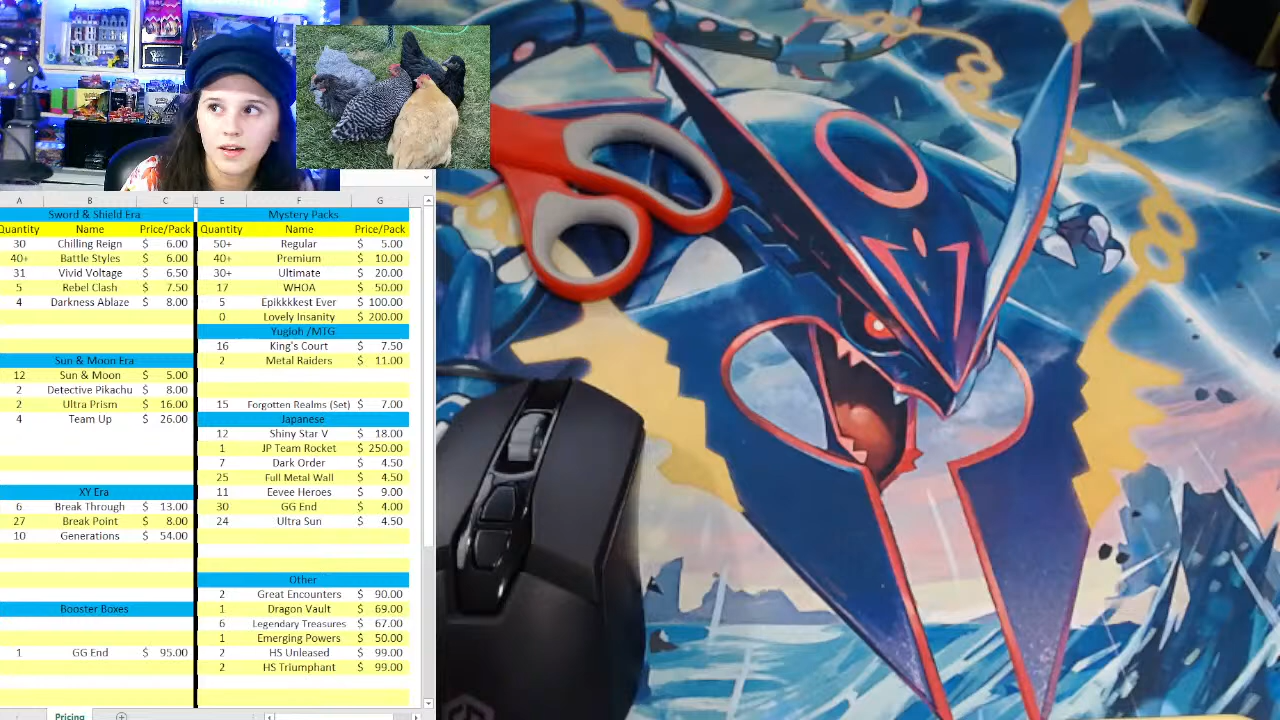 A B C E F G
Sword & Shield Era Mystery Packs
Quantity Name Price/Pack Quantity Name Price/Pack
30 Chilling Reign $ 6.00 50+ Regular $ 5.00
40+ Battle Styles $ 6.00 40+ Premium $ 10.00
31 Vivid Voltage $ 6.50 30+ Ultimate $ 20.00
5 Rebel Clash $ 7.50 17 WHOA $ 50.00
4 Darkness Ablaze $ 8.00 5 Epikkkkest Ever $ 100.00
0 Lovely Insanity $ 200.00
Yugioh /MTG
16 King's Court $ 7.50
Sun & Moon Era 2 Metal Raiders $ 11.00
12 Sun & Moon $ 5.00
2 Detective Pikachu $ 8.00
2 Ultra Prism $ 16.00 15 Forgotten Realms (Set) $ 7.00
4 Team Up $ 26.00 Japanese
12 Shiny Star V $ 18.00
1 JP Team Rocket $ 250.00
7 Dark Order $ 4.50
25 Full Metal Wall $ 4.50
XY Era 11 Eevee Heroes $ 9.00
6 Break Through $ 13.00 30 GG End $ 4.00
27 Break Point $ 8.00 24 Ultra Sun $ 4.50
10 Generations $ 54.00
Other
2 Great Encounters $ 90.00
Booster Boxes 1 Dragon Vault $ 69.00
6 Legendary Treasures $ 67.00
1 Emerging Powers $ 50.00
1 GG End $ 95.00 2 HS Unleased $ 99.00
2 HS Triumphant $ 99.00
Pricing